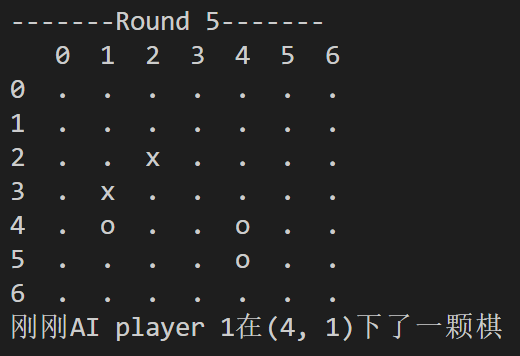 -------Round 5-------
   0  1  2  3  4  5  6
0  .  .  .  .  .  .  .
1  .  .  .  .  .  .  .
2  .  .  x  .  .  .  .
3  .  x  .  .  .  .  .
4  .  o  .  .  o  .  .
5  .  .  .  .  o  .  .
6  .  .  .  .  .  .  .
刚刚AI player 1在(4, 1)下了一颗棋